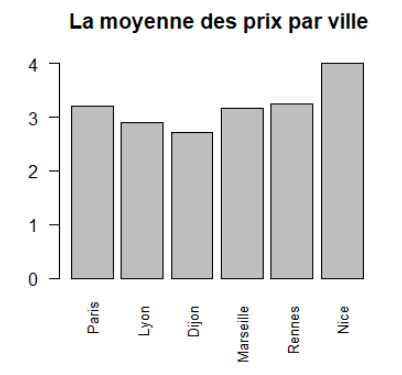 La moyenne des prix par ville
4
3
2
1
0
Paris
Lyon
Dijon
Marseille
Rennes
Nice